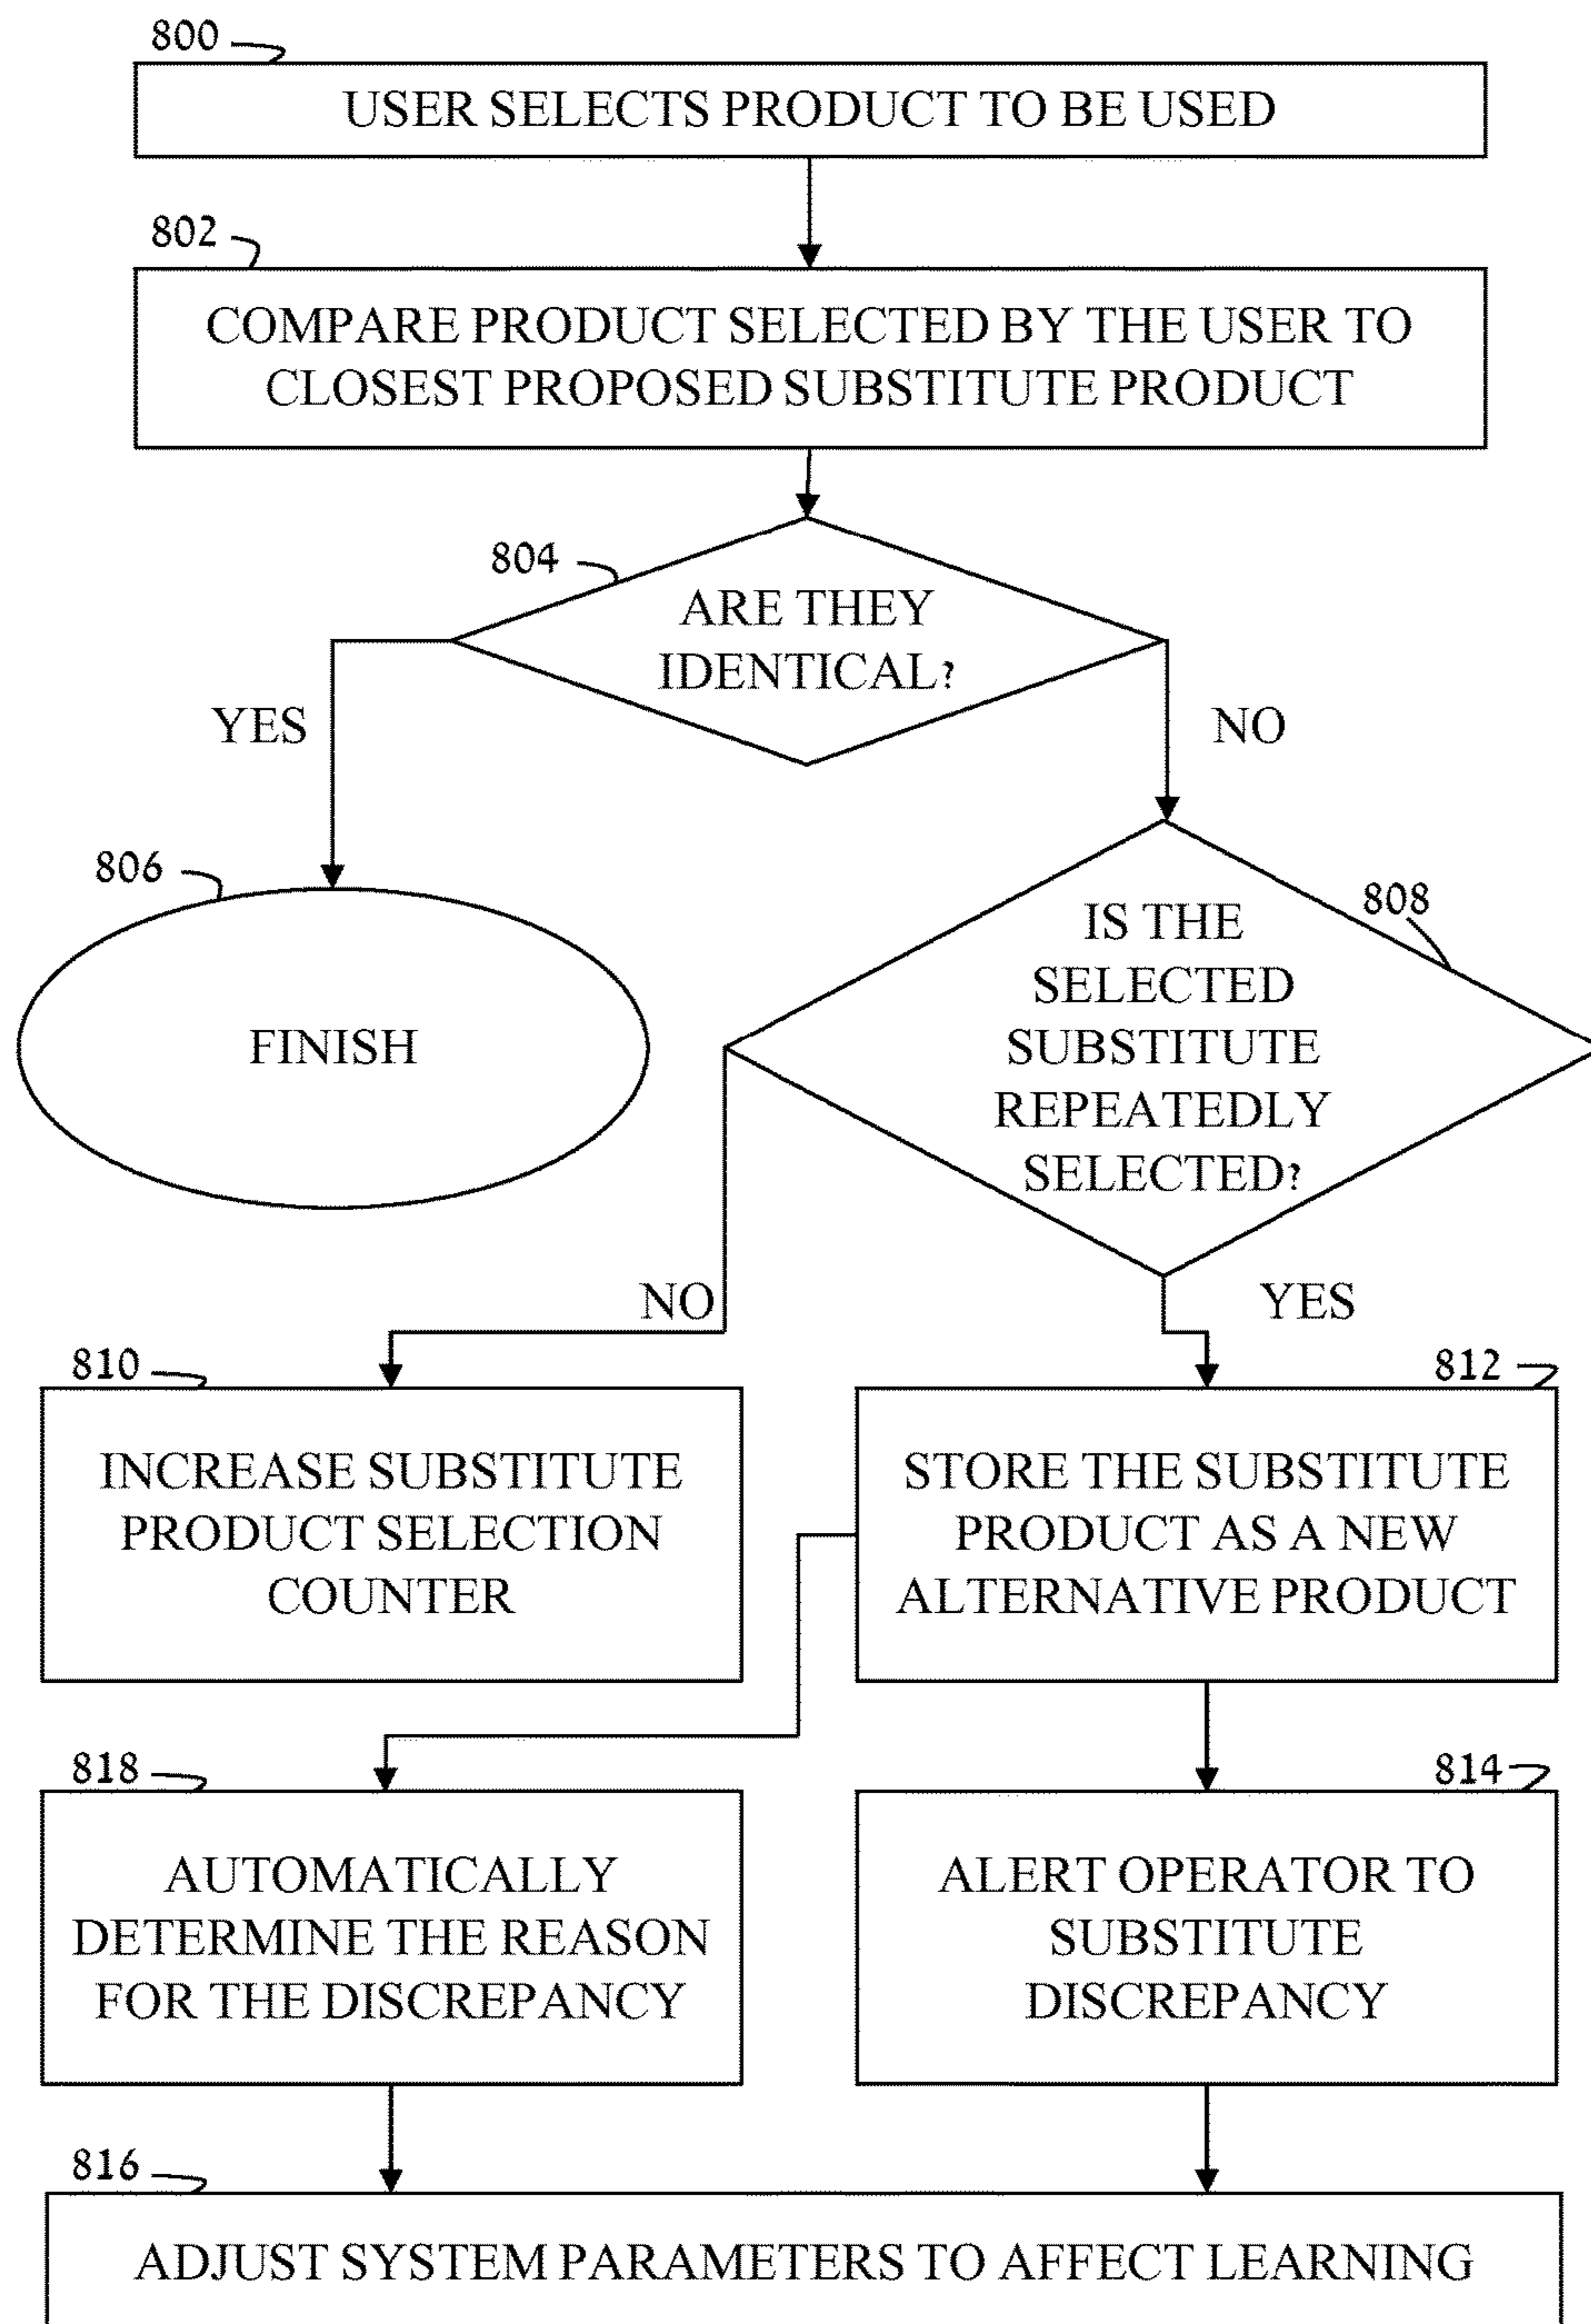 800
USER SELECTS PRODUCT TO BE USED
802
COMPARE PRODUCT SELECTED BY THE USER TO
CLOSEST PROPOSED SUBSTITUTE PRODUCT
804
ARE THEY
IDENTICAL?
YES
NO
806
FINISH
808
IS THE
SELECTED
SUBSTITUTE
REPEATEDLY
SELECTED?
NO
YES
810
INCREASE SUBSTITUTE
PRODUCT SELECTION
COUNTER
812
STORE THE SUBSTITUTE
PRODUCT AS A NEW
ALTERNATIVE PRODUCT
818
AUTOMATICALLY
DETERMINE THE REASON
FOR THE DISCREPANCY
814
ALERT OPERATOR TO
SUBSTITUTE
DISCREPANCY
816
ADJUST SYSTEM PARAMETERS TO AFFECT LEARNING